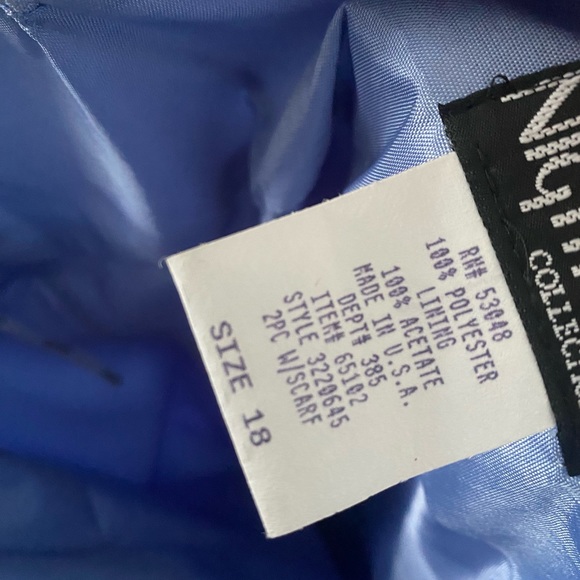 RN# 53048
100% POLYESTER
LINING
100% ACETATE
MADE IN U.S.A.
DEPT# 385
ITEM# 65102
STYLE 3220645
2PC W/SCARF
SIZE 18